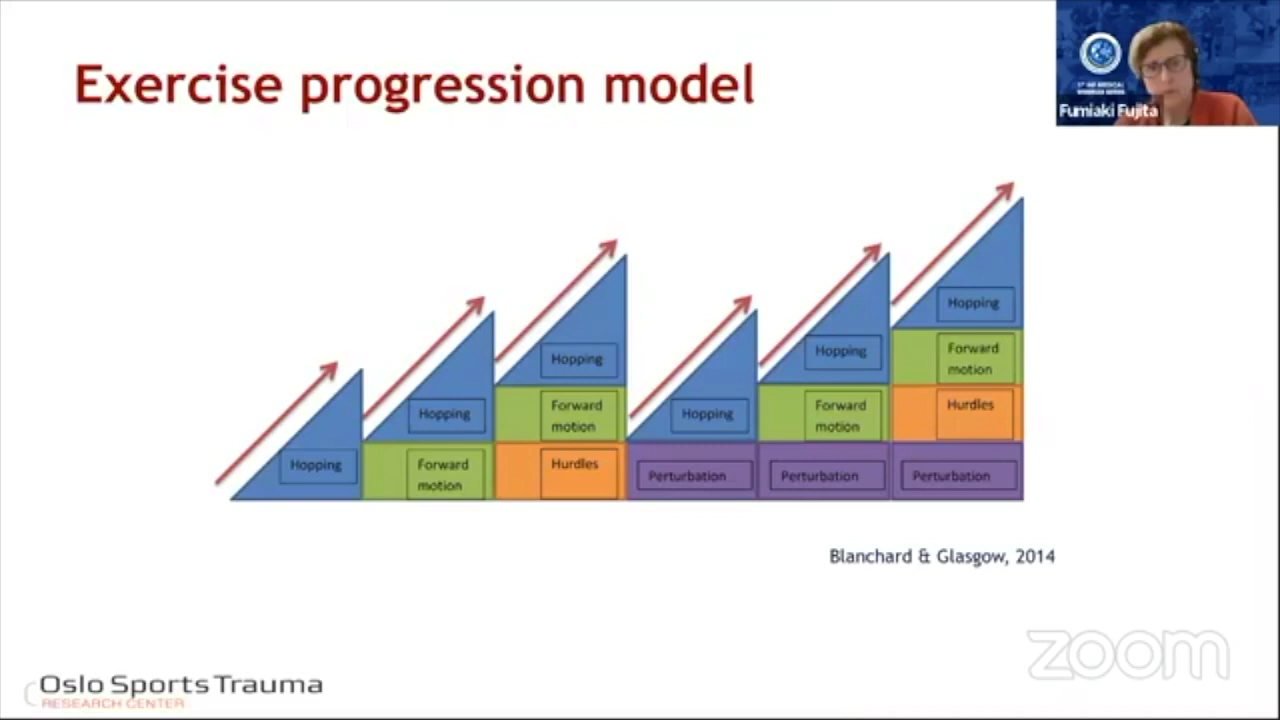 Exercise progression model
Fumiaki Fujita
Hopping
Hopping
Forward
motion
Hopping
Forward
motion
Hurdles
Hopping
Perturbation
Hopping
Forward
motion
Perturbation
Hopping
Forward
motion
Hurdles
Perturbation
Blanchard & Glasgow, 2014
zoom
Oslo Sports Trauma
RESEARCH CENTER